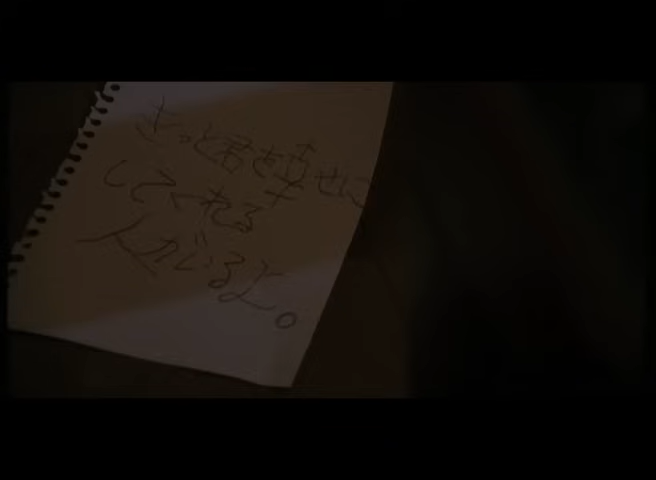 きっと君を幸せに
してくれる
人がいるよ。